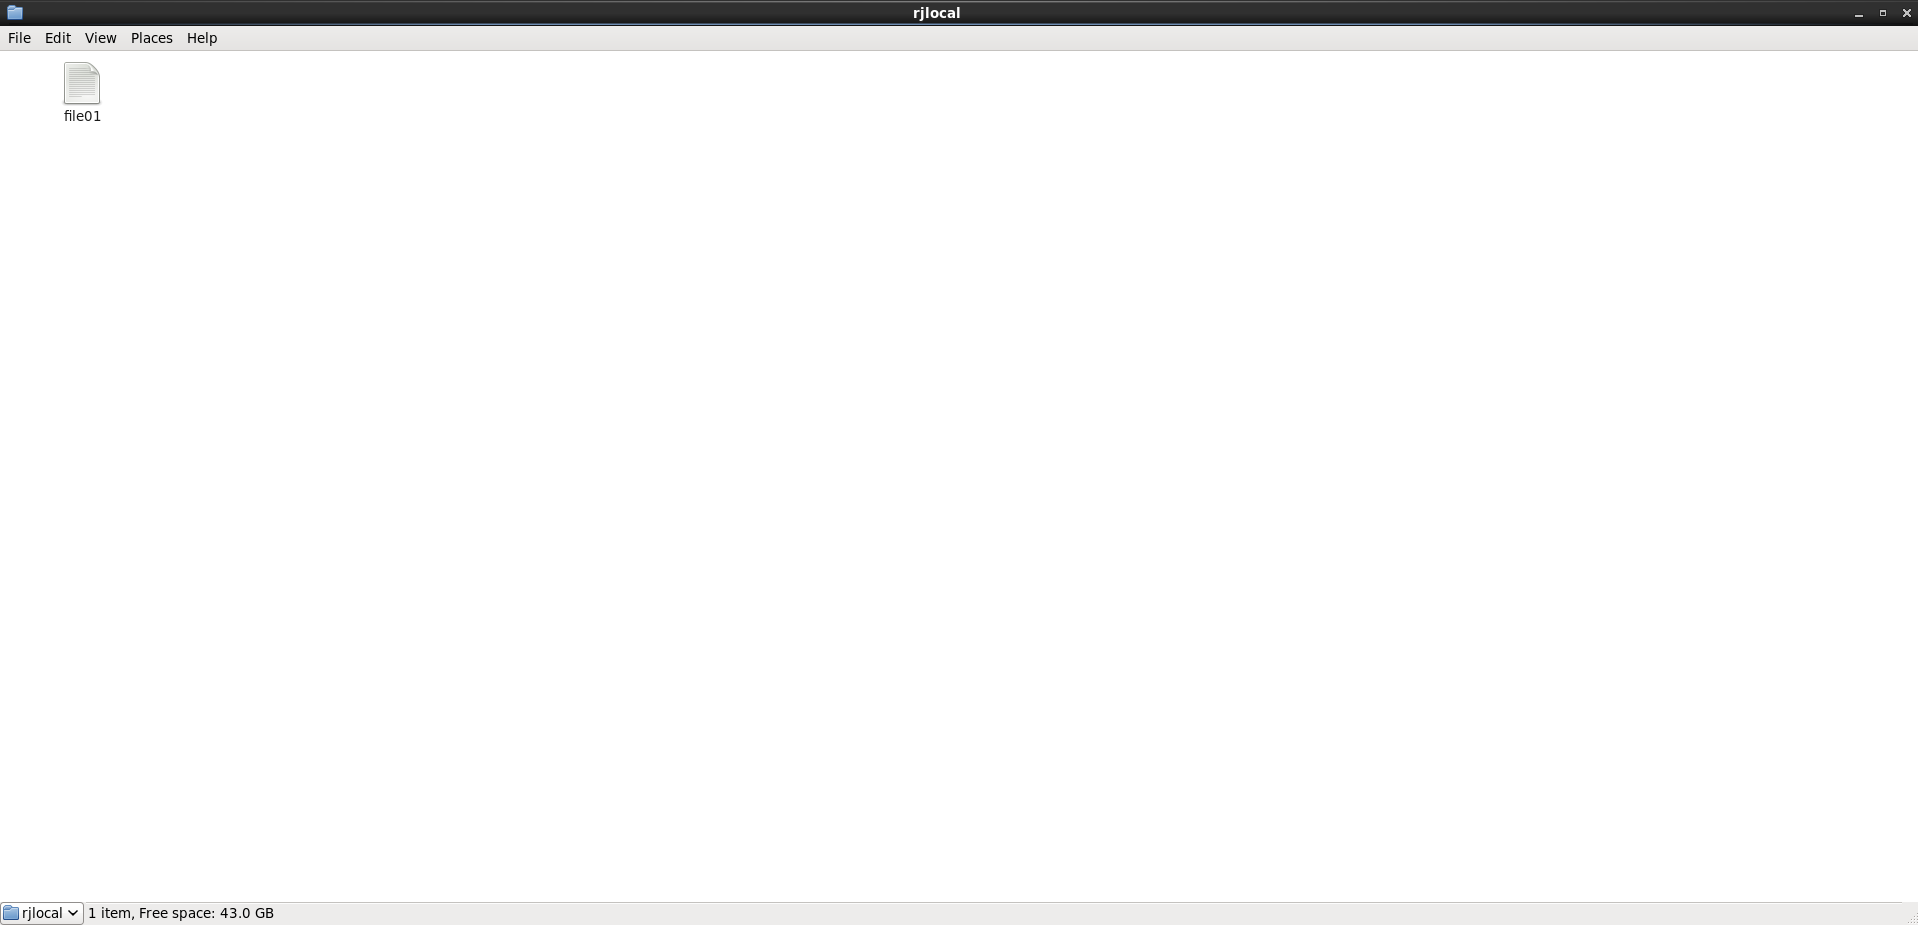 rjlocal
File Edit View Places Help
file01
rjlocal 1 item, Free space: 43.0 GB